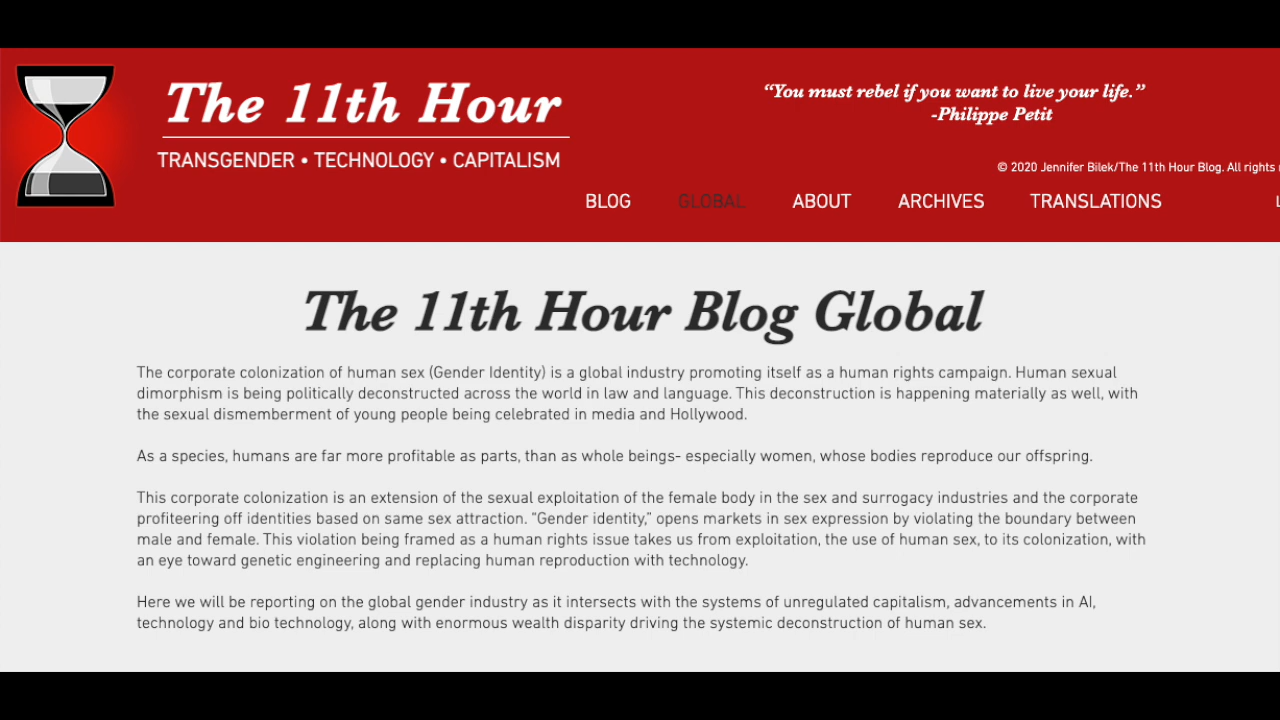 The 11th Hour
TRANSGENDER • TECHNOLOGY • CAPITALISM
“You must rebel if you want to live your life.”
-Philippe Petit
© 2020 Jennifer Bilek/The 11th Hour Blog. All rights
BLOG GLOBAL ABOUT ARCHIVES TRANSLATIONS
The 11th Hour Blog Global
The corporate colonization of human sex (Gender Identity) is a global industry promoting itself as a human rights campaign. Human sexual
dimorphism is being politically deconstructed across the world in law and language. This deconstruction is happening materially as well, with
the sexual dismemberment of young people being celebrated in media and Hollywood.
As a species, humans are far more profitable as parts, than as whole beings- especially women, whose bodies reproduce our offspring.
This corporate colonization is an extension of the sexual exploitation of the female body in the sex and surrogacy industries and the corporate
profiteering off identities based on same sex attraction. “Gender identity,” opens markets in sex expression by violating the boundary between
male and female. This violation being framed as a human rights issue takes us from exploitation, the use of human sex, to its colonization, with
an eye toward genetic engineering and replacing human reproduction with technology.
Here we will be reporting on the global gender industry as it intersects with the systems of unregulated capitalism, advancements in AI,
technology and bio technology, along with enormous wealth disparity driving the systemic deconstruction of human sex.